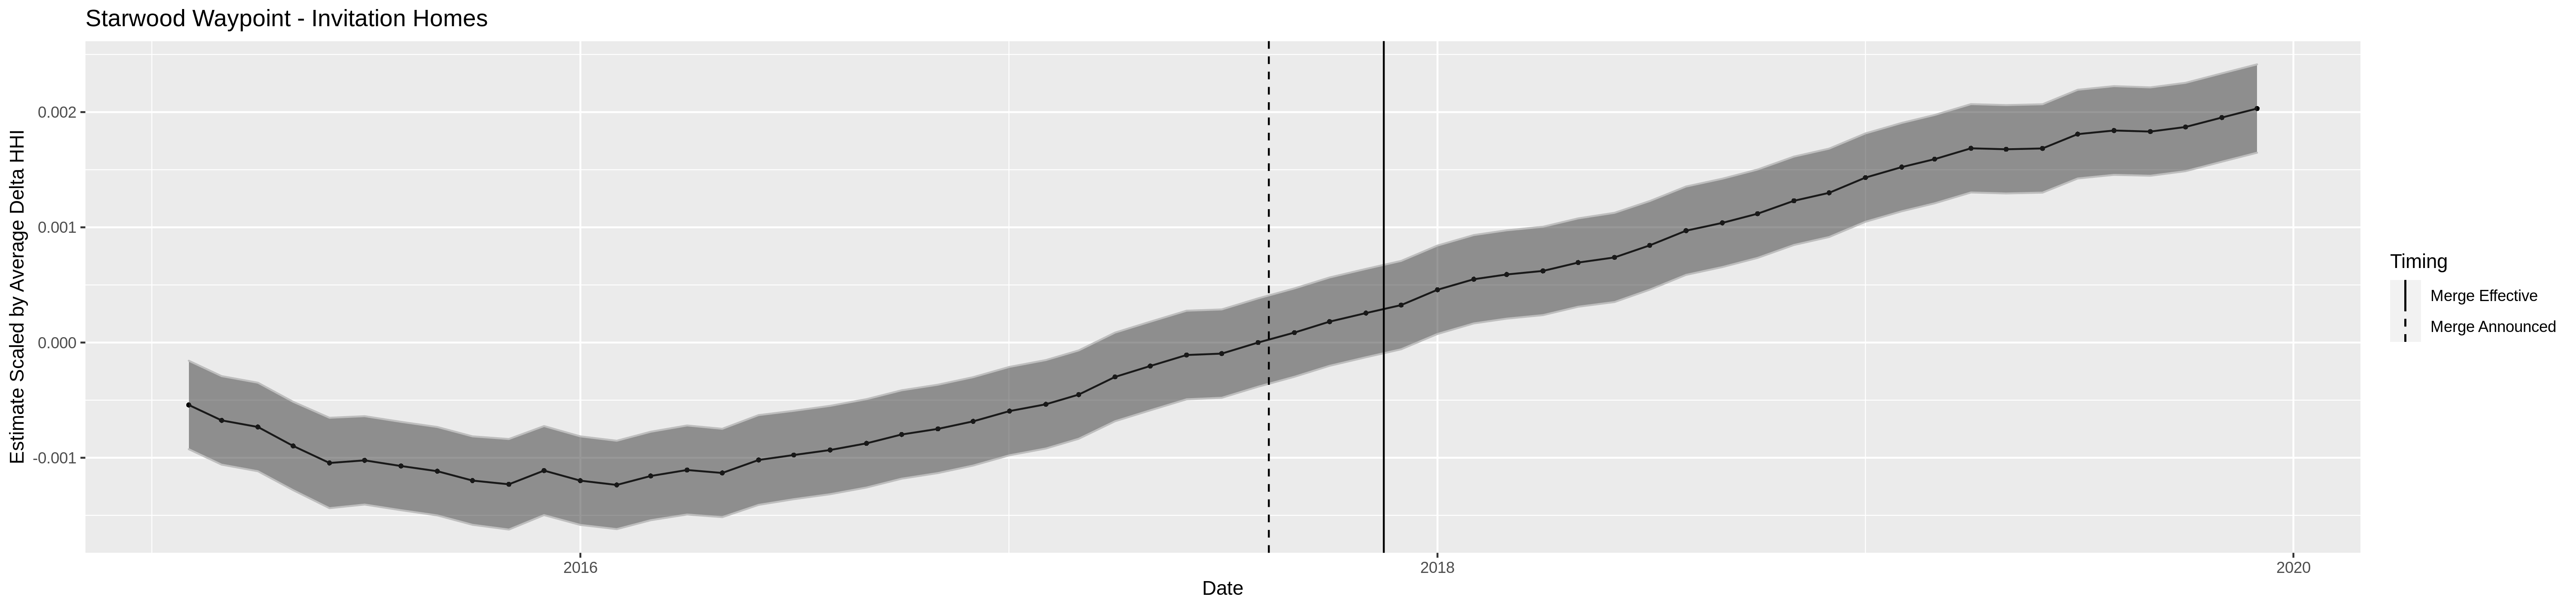 Starwood Waypoint - Invitation Homes
Estimate Scaled by Average Delta HHI
0.002
0.001
0.000
-0.001
2016
2018
2020
Date
Timing
Merge Effective
Merge Announced